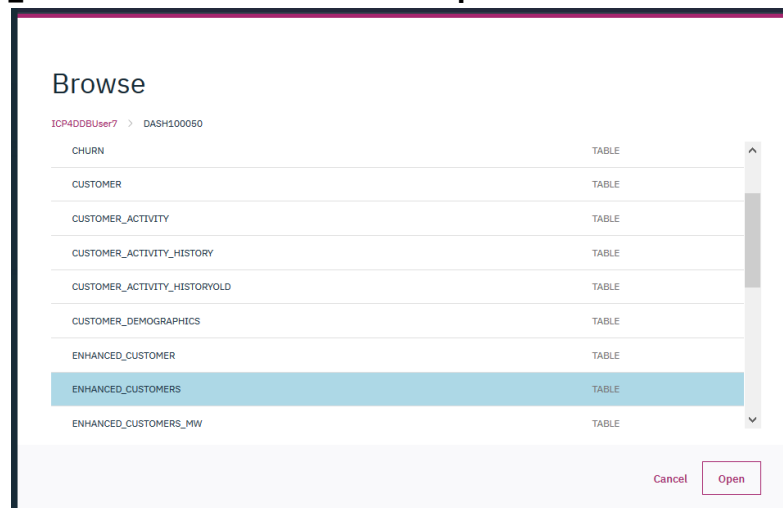 Browse
ICP4DDBUser7 > DASH100050
CHURN TABLE
CUSTOMER TABLE
CUSTOMER_ACTIVITY TABLE
CUSTOMER_ACTIVITY_HISTORY TABLE
CUSTOMER_ACTIVITY_HISTORYOLD TABLE
CUSTOMER_DEMOGRAPHICS TABLE
ENHANCED_CUSTOMER TABLE
ENHANCED_CUSTOMERS TABLE
ENHANCED_CUSTOMERS_MW TABLE
Cancel Open